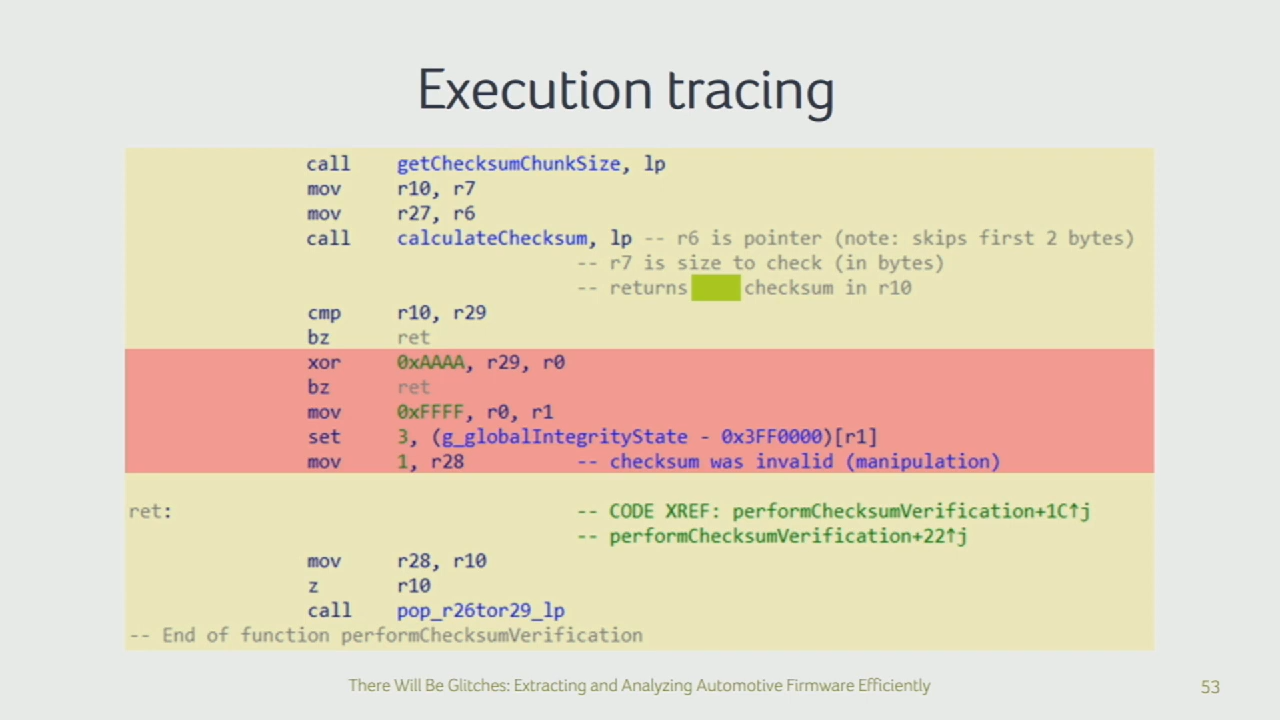 Execution tracing
call getChecksumChunkSize, lp
mov r10, r7
mov r27, r6
call calculateChecksum, lp -- r6 is pointer (note: skips first 2 bytes)
-- r7 is size to check (in bytes)
-- returns checksum in r10
cmp r10, r29
bz ret
xor 0xAAAA, r29, r0
bz ret
mov 0xFFFF, r0, r1
set 3, (g_globalIntegrityState - 0x3FF0000)[r1]
mov 1, r28 -- checksum was invalid (manipulation)
ret: -- CODE XREF: performChecksumVerification+1C↑j
-- performChecksumVerification+22↑j
mov r28, r10
z r10
call pop_r26tor29_lp
-- End of function performChecksumVerification
There Will Be Glitches: Extracting and Analyzing Automotive Firmware Efficiently 53